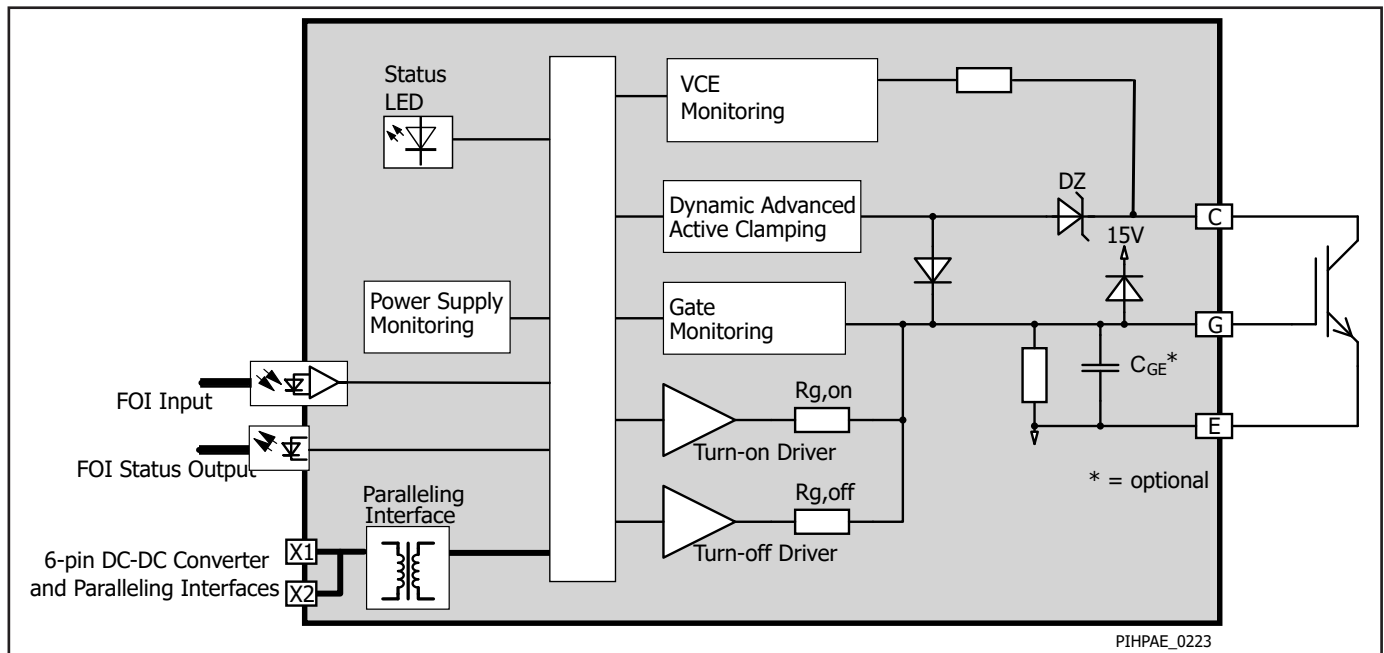 Status
LED
VCE
Monitoring
DZ
C
Dynamic Advanced
Active Clamping
15V
Power Supply
Monitoring
Gate
Monitoring
G
CGE*
FOI Input
Rg,on
E
Turn-on Driver
FOI Status Output
* = optional
Paralleling
Interface
Rg,off
X1
6-pin DC-DC Converter
and Paralleling Interfaces
X2
Turn-off Driver
PIHPAE_0223